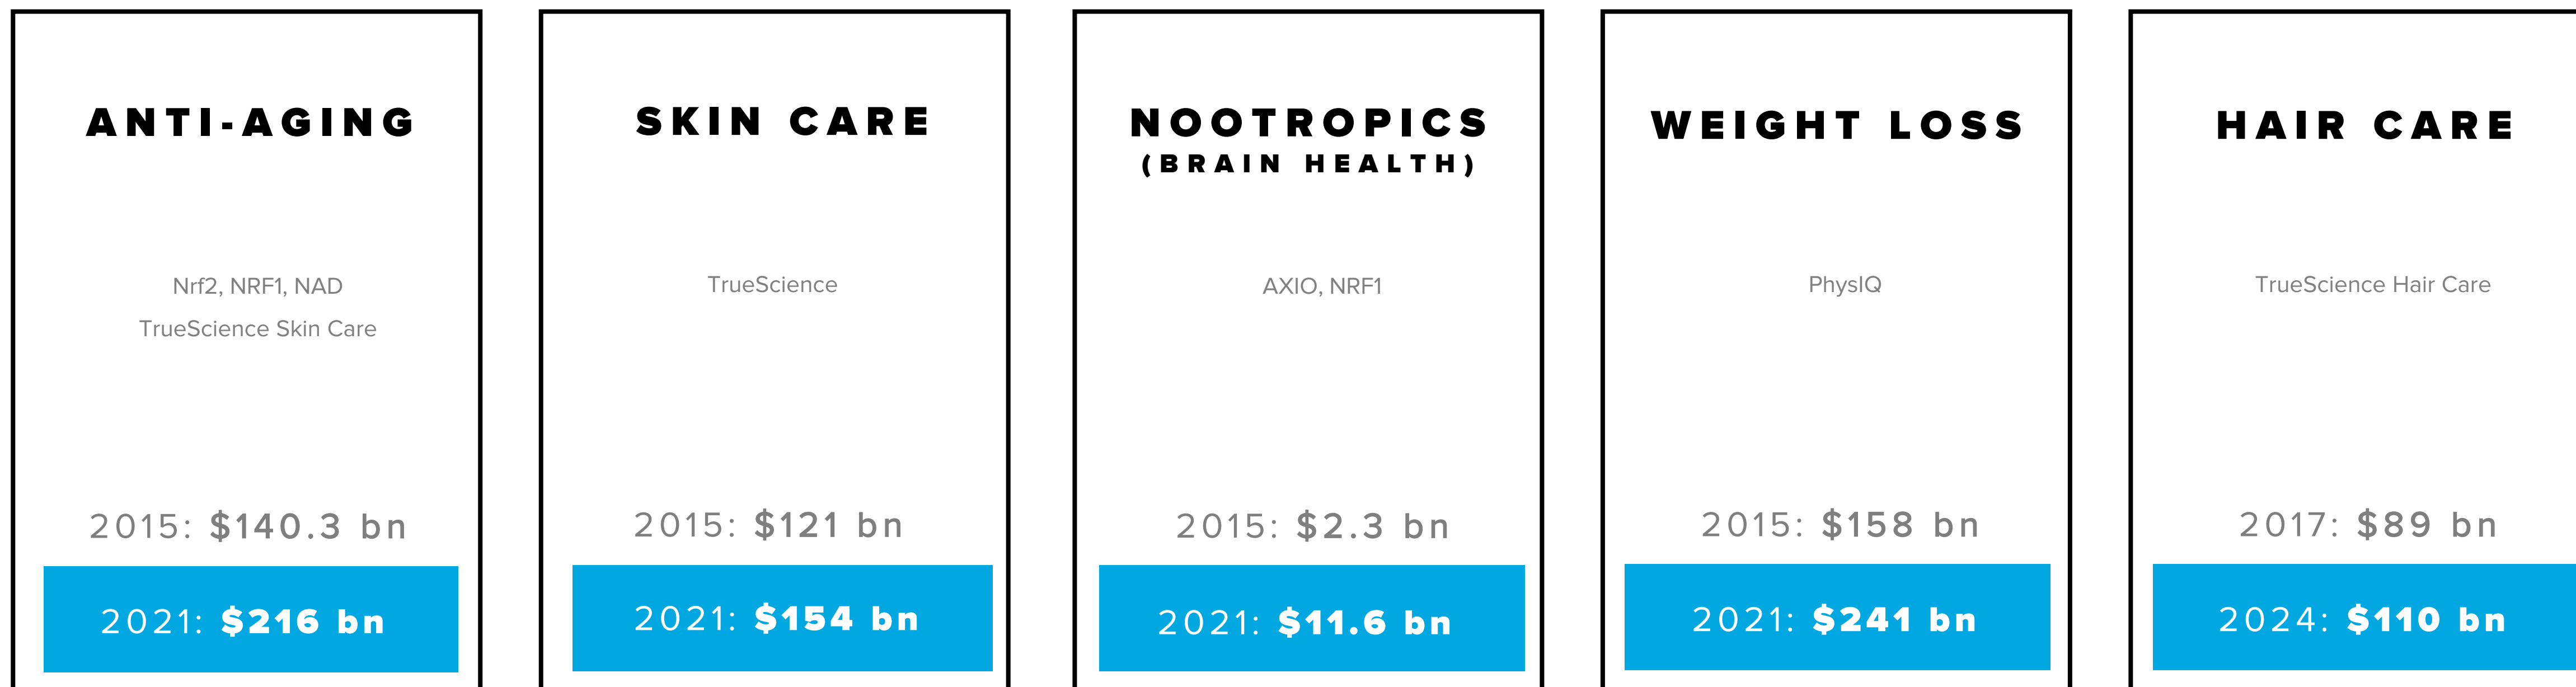 ANTI-AGING
Nrf2, NRF1, NAD
TrueScience Skin Care
2015: $140.3 bn
2021: $216 bn
SKIN CARE
TrueScience
2015: $121 bn
2021: $154 bn
NOOTROPICS
(BRAIN HEALTH)
AXIO, NRF1
2015: $2.3 bn
2021: $11.6 bn
WEIGHT LOSS
PhysIQ
2015: $158 bn
2021: $241 bn
HAIR CARE
TrueScience Hair Care
2017: $89 bn
2024: $110 bn